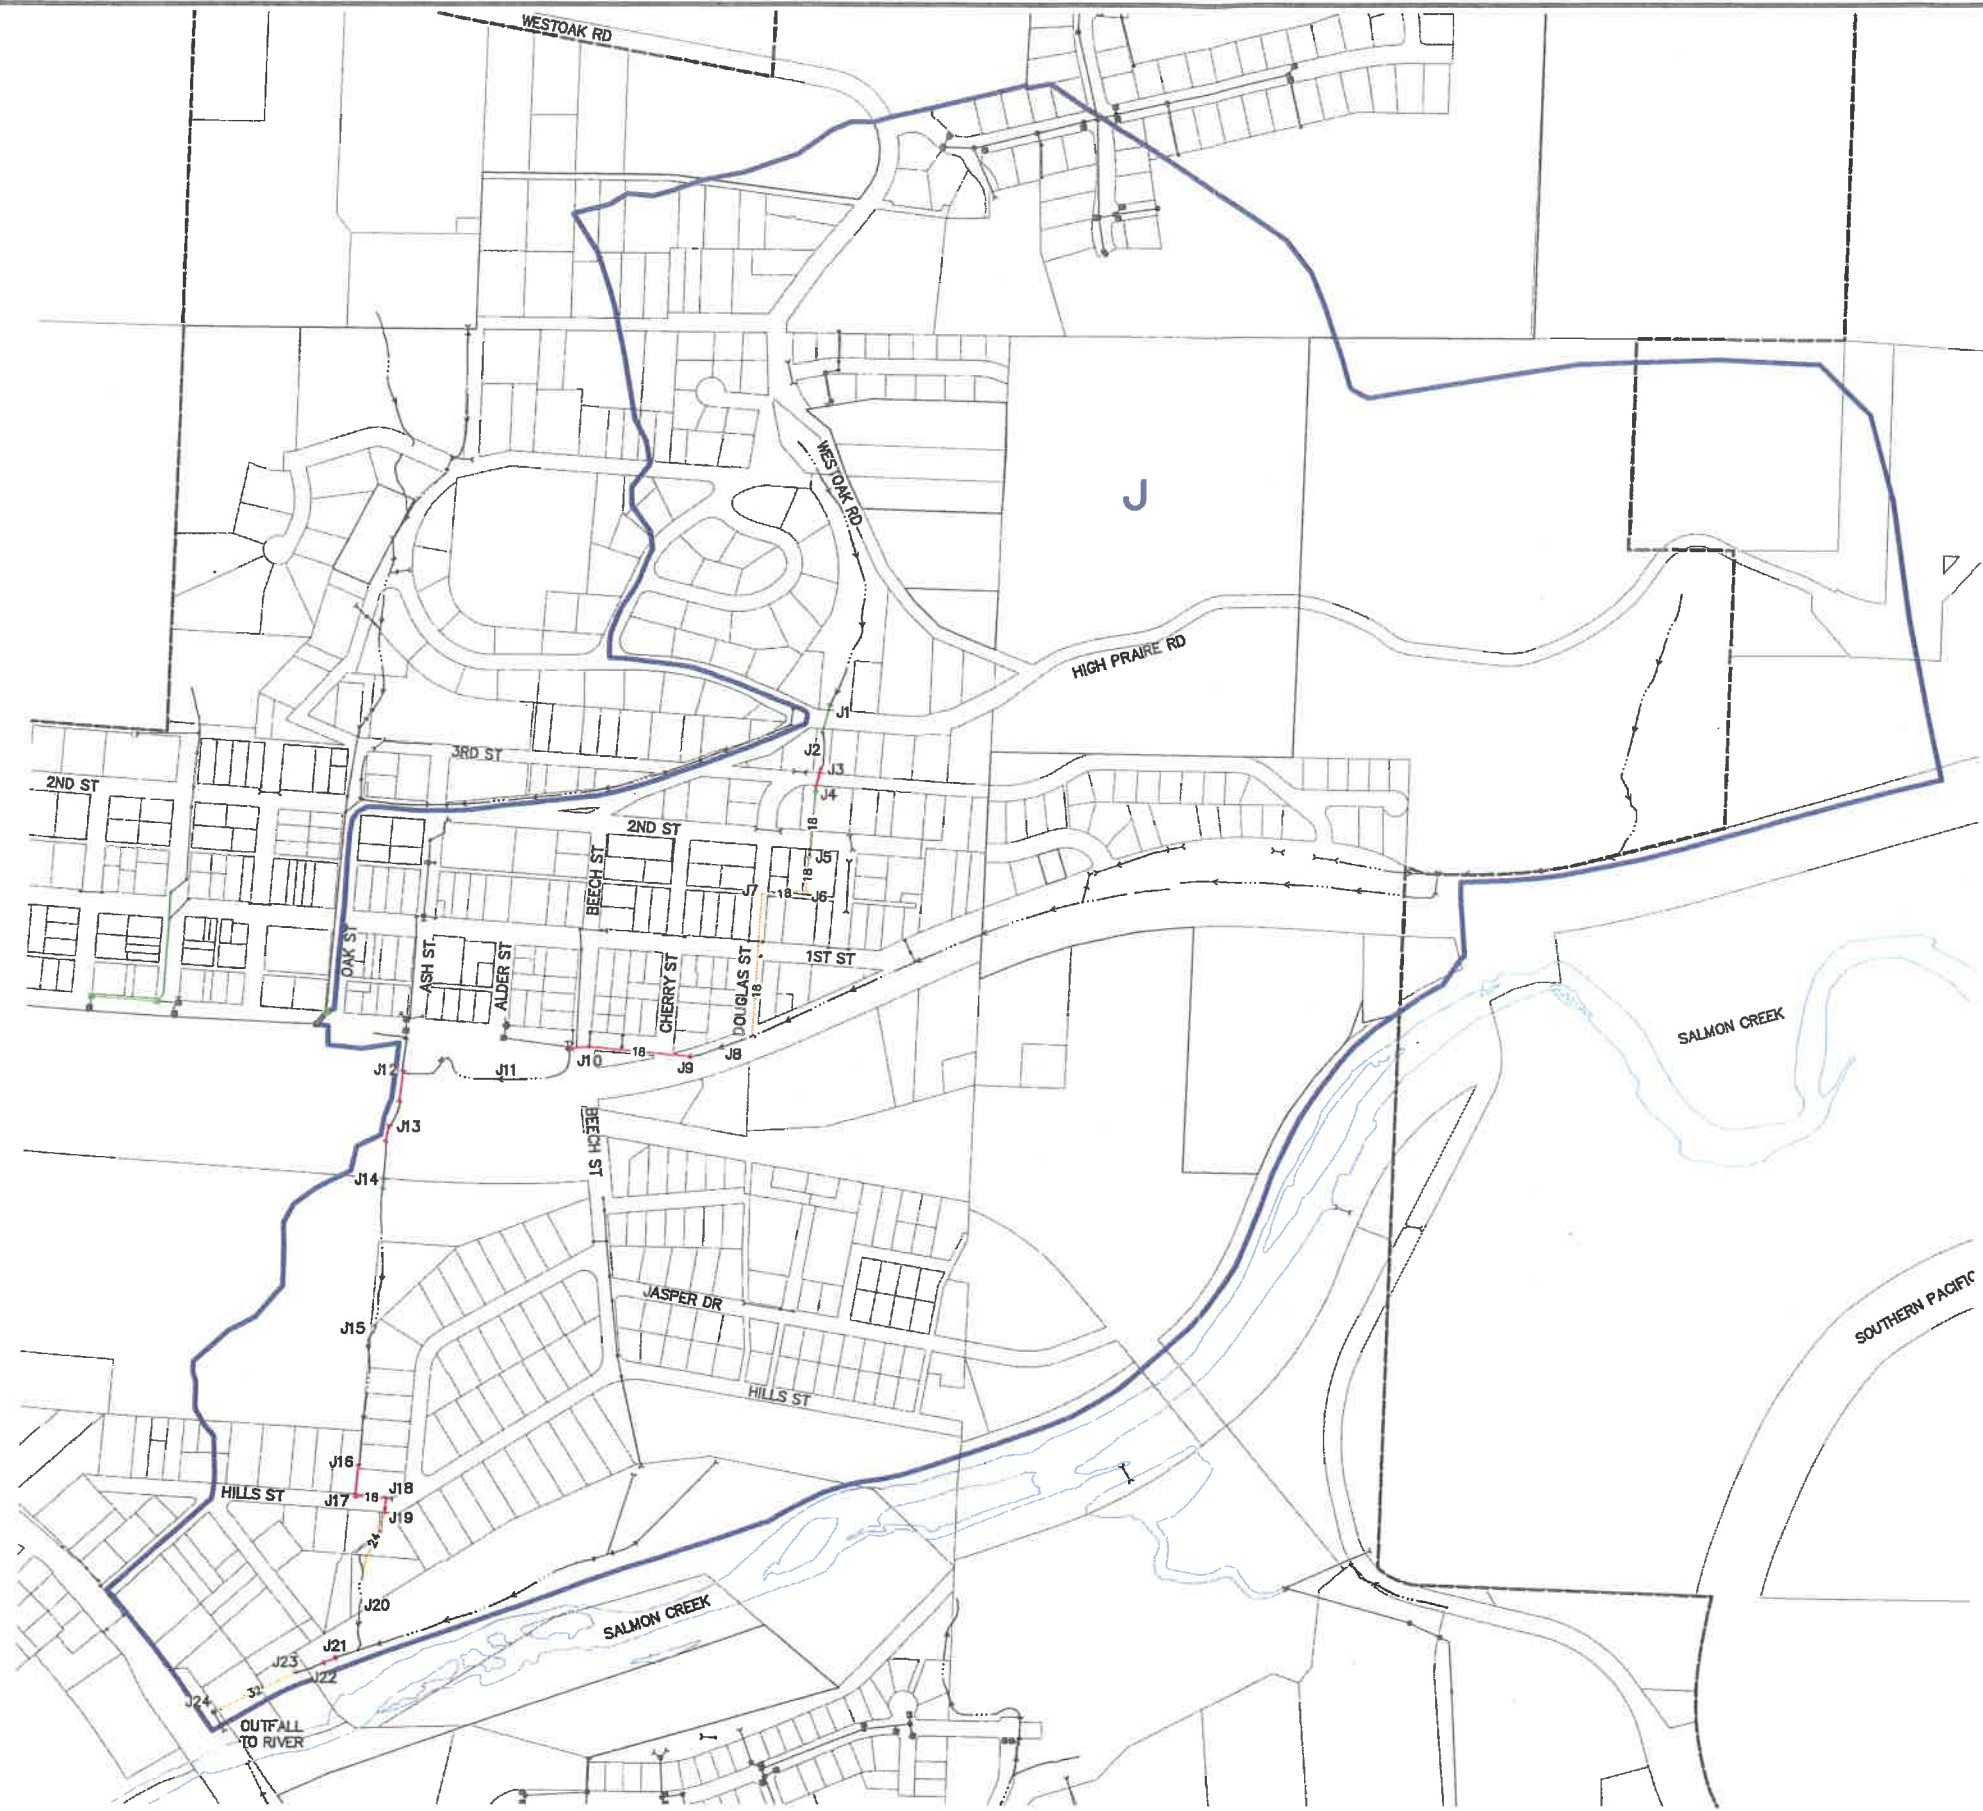 WESTOAK RD
WESTOAK RD
J
HIGH PRAIRE RD
J1
J2
3RD ST
J3
2ND ST
J4
18
2ND ST
J5
BEECH ST
18
J7
18
J6
OAK ST
ASH ST
ALDER ST
CHERRY ST
DOUGLAS ST
1ST ST
18
SALMON CREEK
J10
18
J9
J8
J12
J11
J13
BEECH ST
J14
JASPER DR
SOUTHERN PACIFIC
J15
HILLS ST
J16
HILLS ST
J17
18
J18
J19
24
J20
SALMON CREEK
J21
J23
J22
J24
OUTFALL
TO RIVER